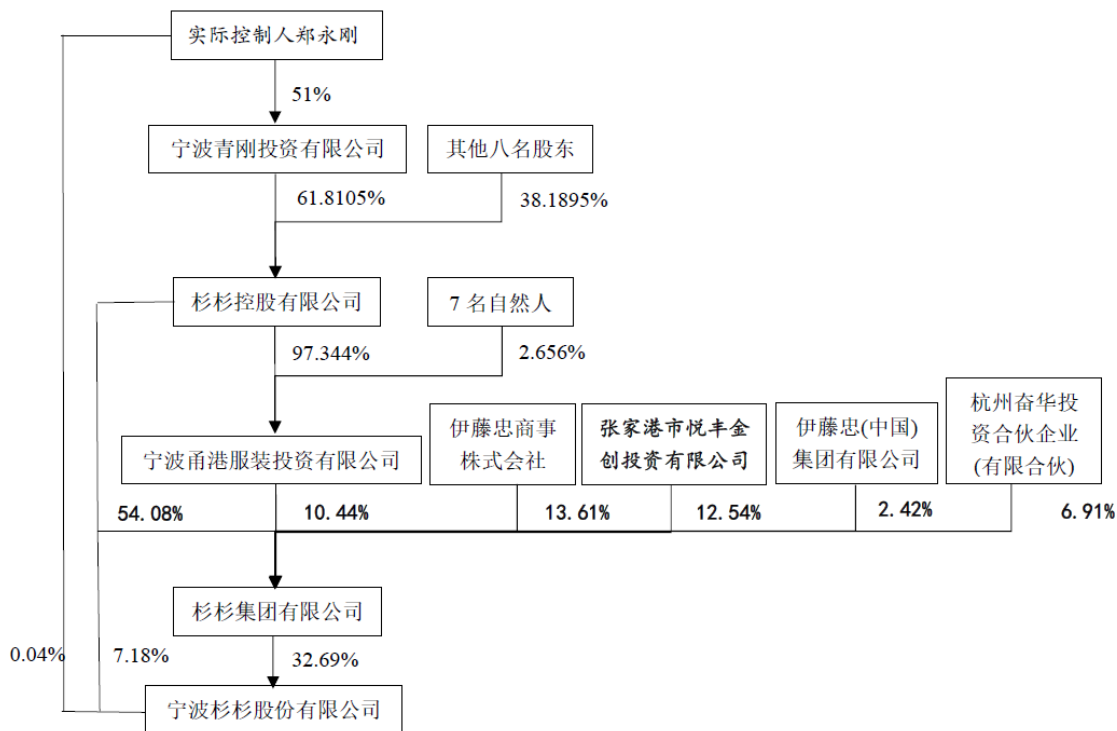 实际控制人郑永刚
51%
宁波青刚投资有限公司
其他八名股东
61.8105%
38.1895%
杉杉控股有限公司
7 名自然人
97.344%
2.656%
宁波甬港服装投资有限公司
伊藤忠商事
株式会社
张家港市悦丰金
创投资有限公司
伊藤忠(中国)
集团有限公司
杭州奋华投
资合伙企业
(有限合伙)
54.08%
10.44%
13.61%
12.54%
2.42%
6.91%
杉杉集团有限公司
0.04%
7.18%
32.69%
宁波杉杉股份有限公司